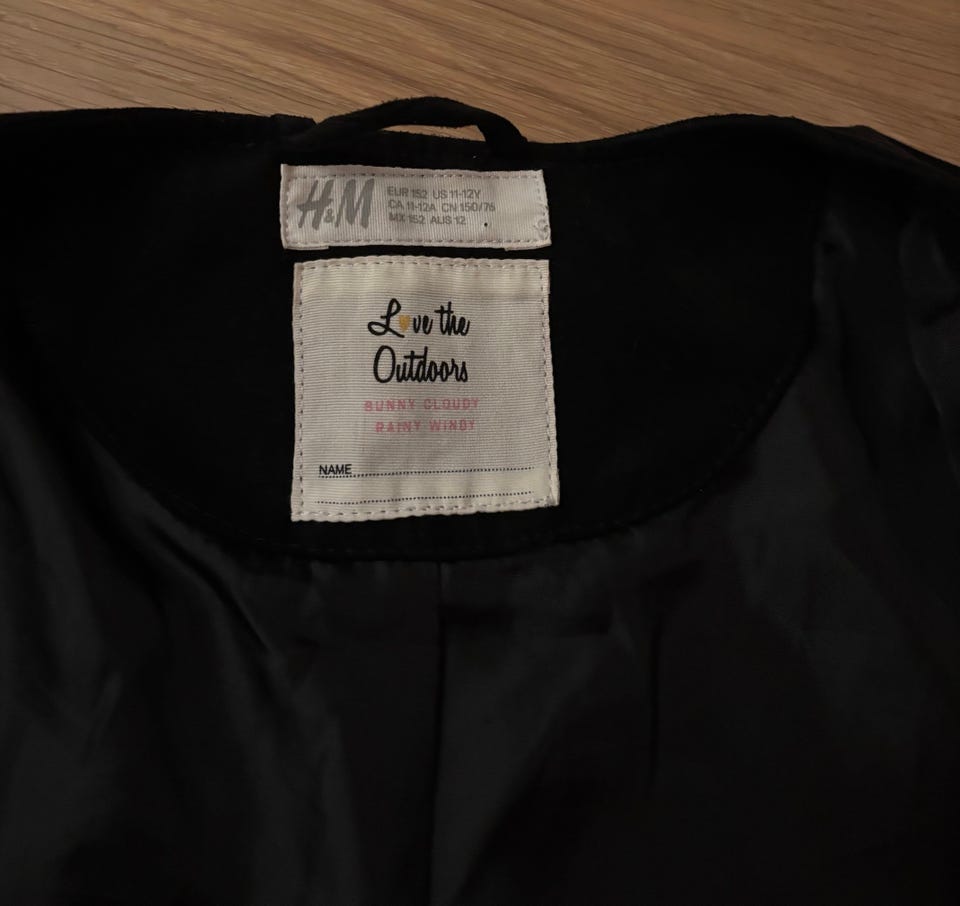 H&M
EUR 152 US 11-12Y
CA 11-12A CN 150/76
MX 152 AUS 12
Love the
Outdoors
SUNNY CLOUDY
RAINY WINDY
NAME